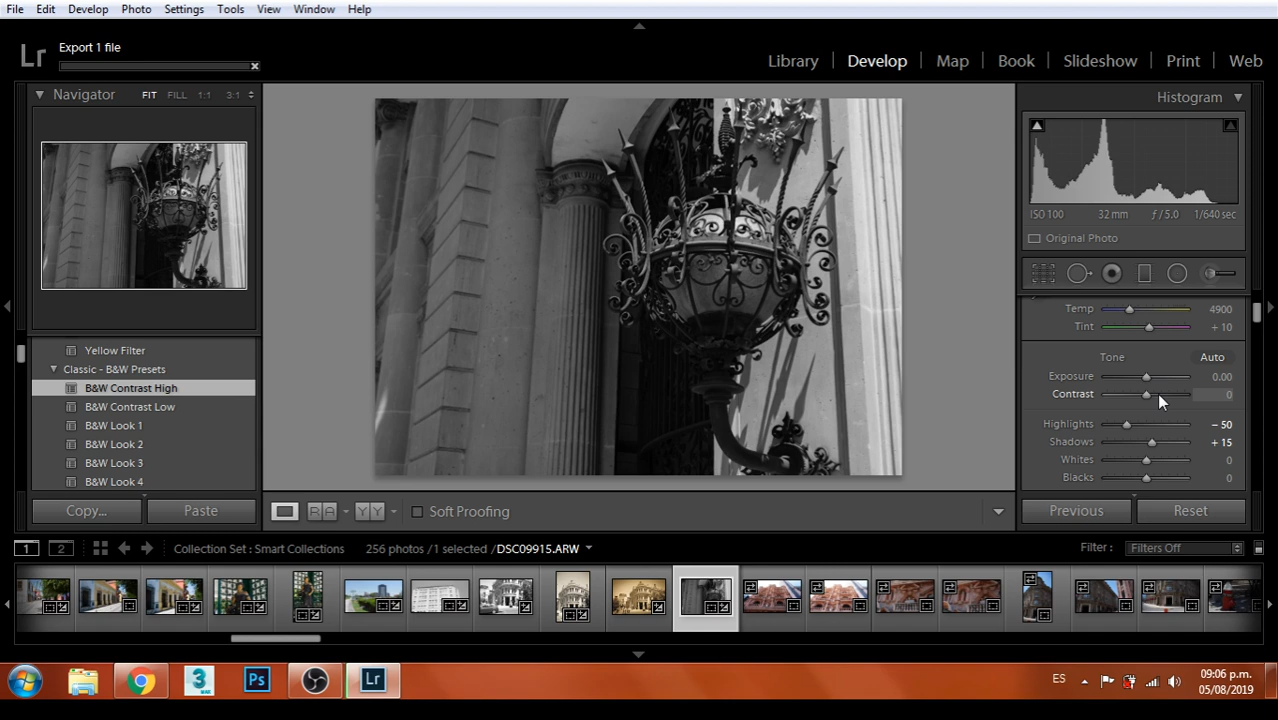 File Edit Develop Photo Settings Tools View Window Help
Lr
Export 1 file
Library Develop Map Book Slideshow Print Web
Navigator FIT FILL 1:1 3:1
Histogram
ISO 100 32 mm ƒ / 5.0 1/640 sec
Original Photo
Temp 4900
Tint + 10
Tone Auto
Exposure 0.00
Contrast 0
Highlights − 50
Shadows + 15
Whites 0
Blacks 0
Yellow Filter
Classic - B&W Presets
B&W Contrast High
B&W Contrast Low
B&W Look 1
B&W Look 2
B&W Look 3
B&W Look 4
Copy... Paste
R A Y Y Soft Proofing
Previous Reset
1 2 Collection Set : Smart Collections 256 photos / 1 selected / DSC09915.ARW
Filter : Filters Off
3 Ps Lr
ES
09:06 p.m.
05/08/2019